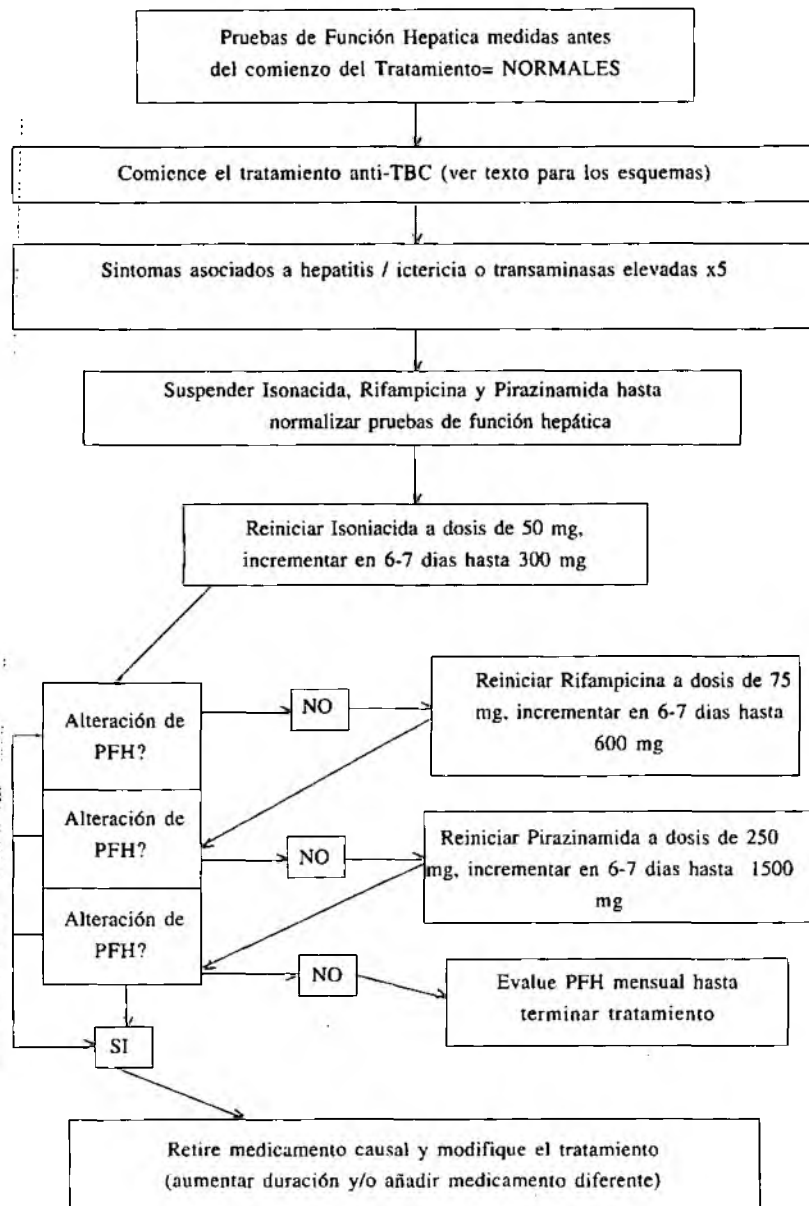 Pruebas de Función Hepatica medidas antes
del comienzo del Tratamiento= NORMALES
Comience el tratamiento anti-TBC (ver texto para los esquemas)
Sintomas asociados a hepatitis / ictericia o transaminasas elevadas x5
Suspender Isonacida, Rifampicina y Pirazinamida hasta
normalizar pruebas de función hepática
Reiniciar Isoniacida a dosis de 50 mg,
incrementar en 6-7 dias hasta 300 mg
Alteración de
PFH?
NO
Reiniciar Rifampicina a dosis de 75
mg, incrementar en 6-7 dias hasta
600 mg
Alteración de
PFH?
NO
Reiniciar Pirazinamida a dosis de 250
mg, incrementar en 6-7 dias hasta 1500
mg
Alteración de
PFH?
NO
Evalue PFH mensual hasta
terminar tratamiento
SI
Retire medicamento causal y modifique el tratamiento
(aumentar duración y/o añadir medicamento diferente)